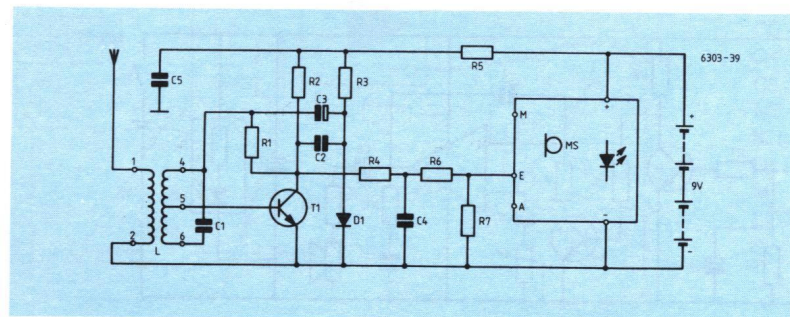 6303-39
R5
C5
R2
R3
C3
M
+
+
R1
C2
MS
1
4
R4
R6
E
9V
5
T1
D1
C4
R7
A
C1
2
6
L
-
-